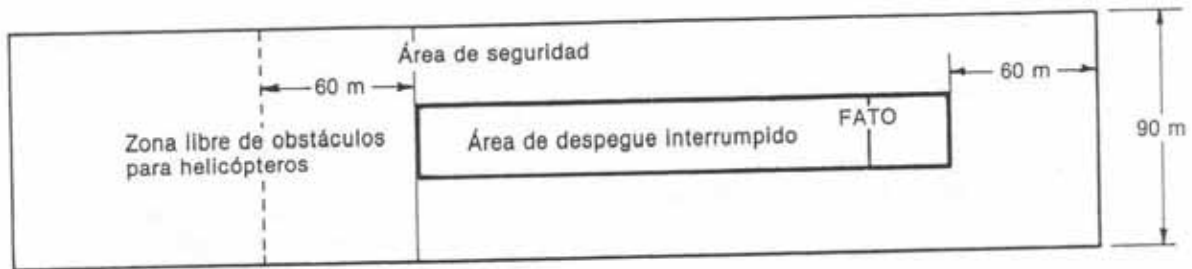 Área de seguridad
60 m
60 m
Zona libre de obstáculos
para helicópteros
Área de despegue interrumpido
FATO
90 m